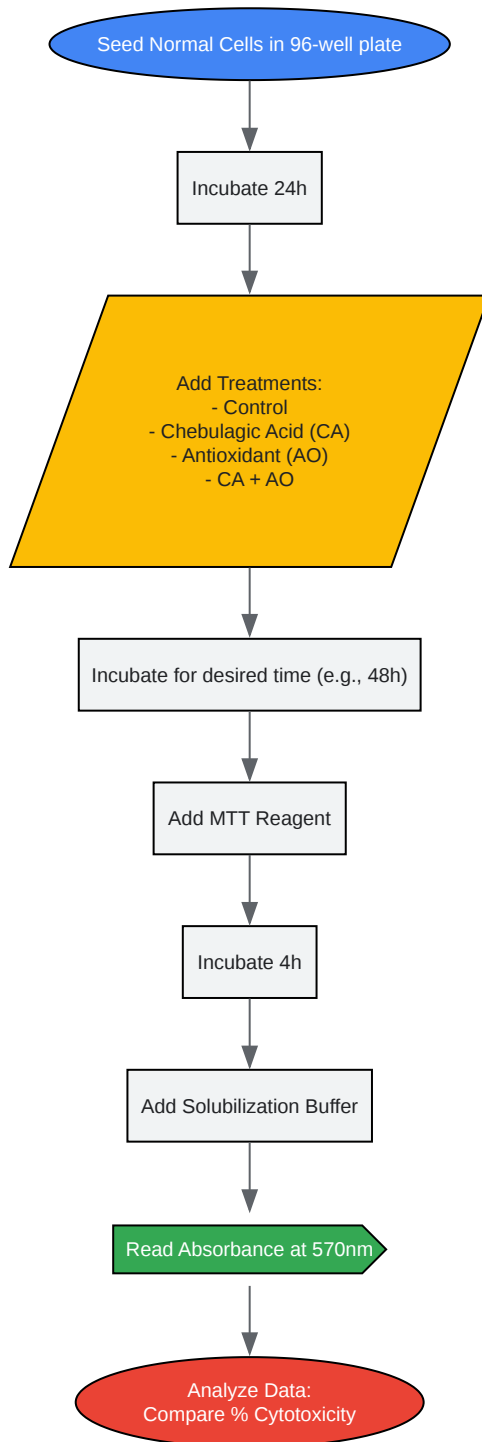 Seed Normal Cells in 96-well plate
Incubate 24h
Add Treatments:
- Control
- Chebulagic Acid (CA)
- Antioxidant (AO)
- CA + AO
Incubate for desired time (e.g., 48h)
Add MTT Reagent
Incubate 4h
Add Solubilization Buffer
Read Absorbance at 570nm
Analyze Data:
Compare % Cytotoxicity